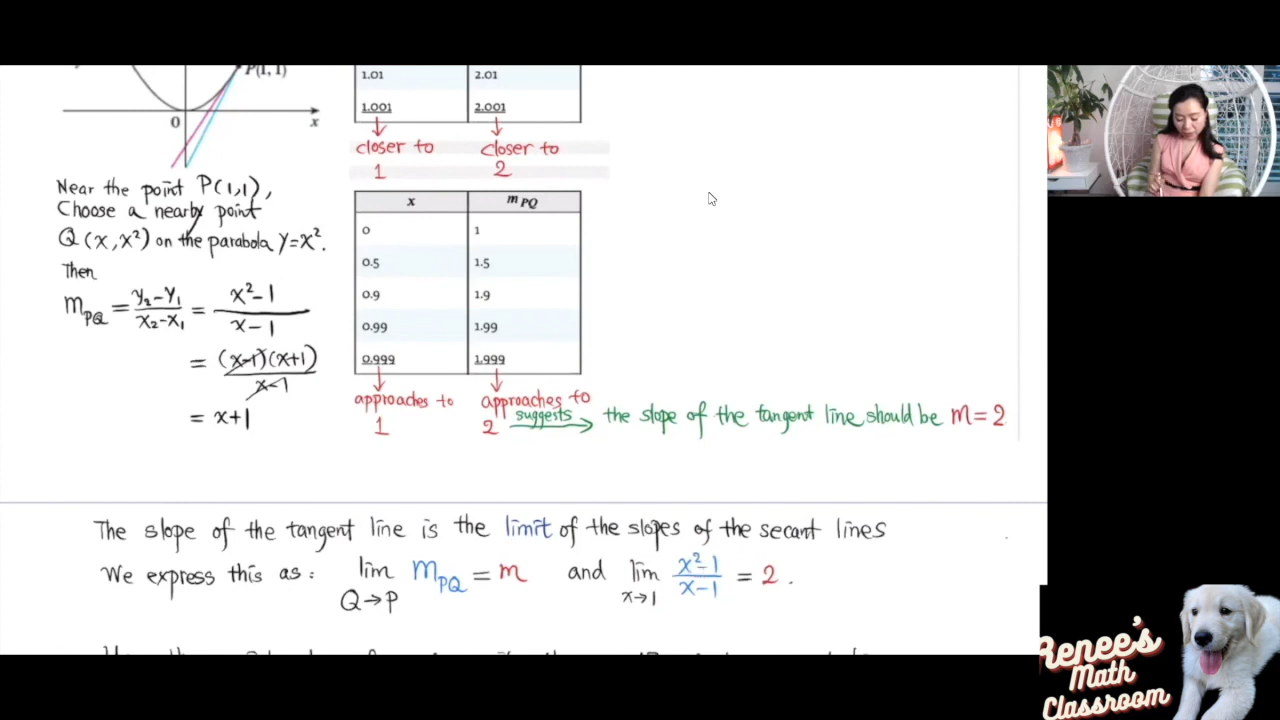 P(1, 1)
0
x
1.01 2.01
1.001 2.001
closer to closer to
1 2
Near the point P(1,1),
Choose a nearby point
Q(x, x²) on the parabola y=x².
Then
m_PQ = y₂-y₁/x₂-x₁ = x²-1/x-1
= (x-1)(x+1)/x-1
= x+1
x m PQ
0 1
0.5 1.5
0.9 1.9
0.99 1.99
0.999 1.999
approaches to approaches to
1 2 suggests → the slope of the tangent line should be m=2
The slope of the tangent line is the limit of the slopes of the secant lines
We express this as: lim Q→P m_PQ = m and lim x→1 x²-1/x-1 = 2.
Renee's
Math
Classroom